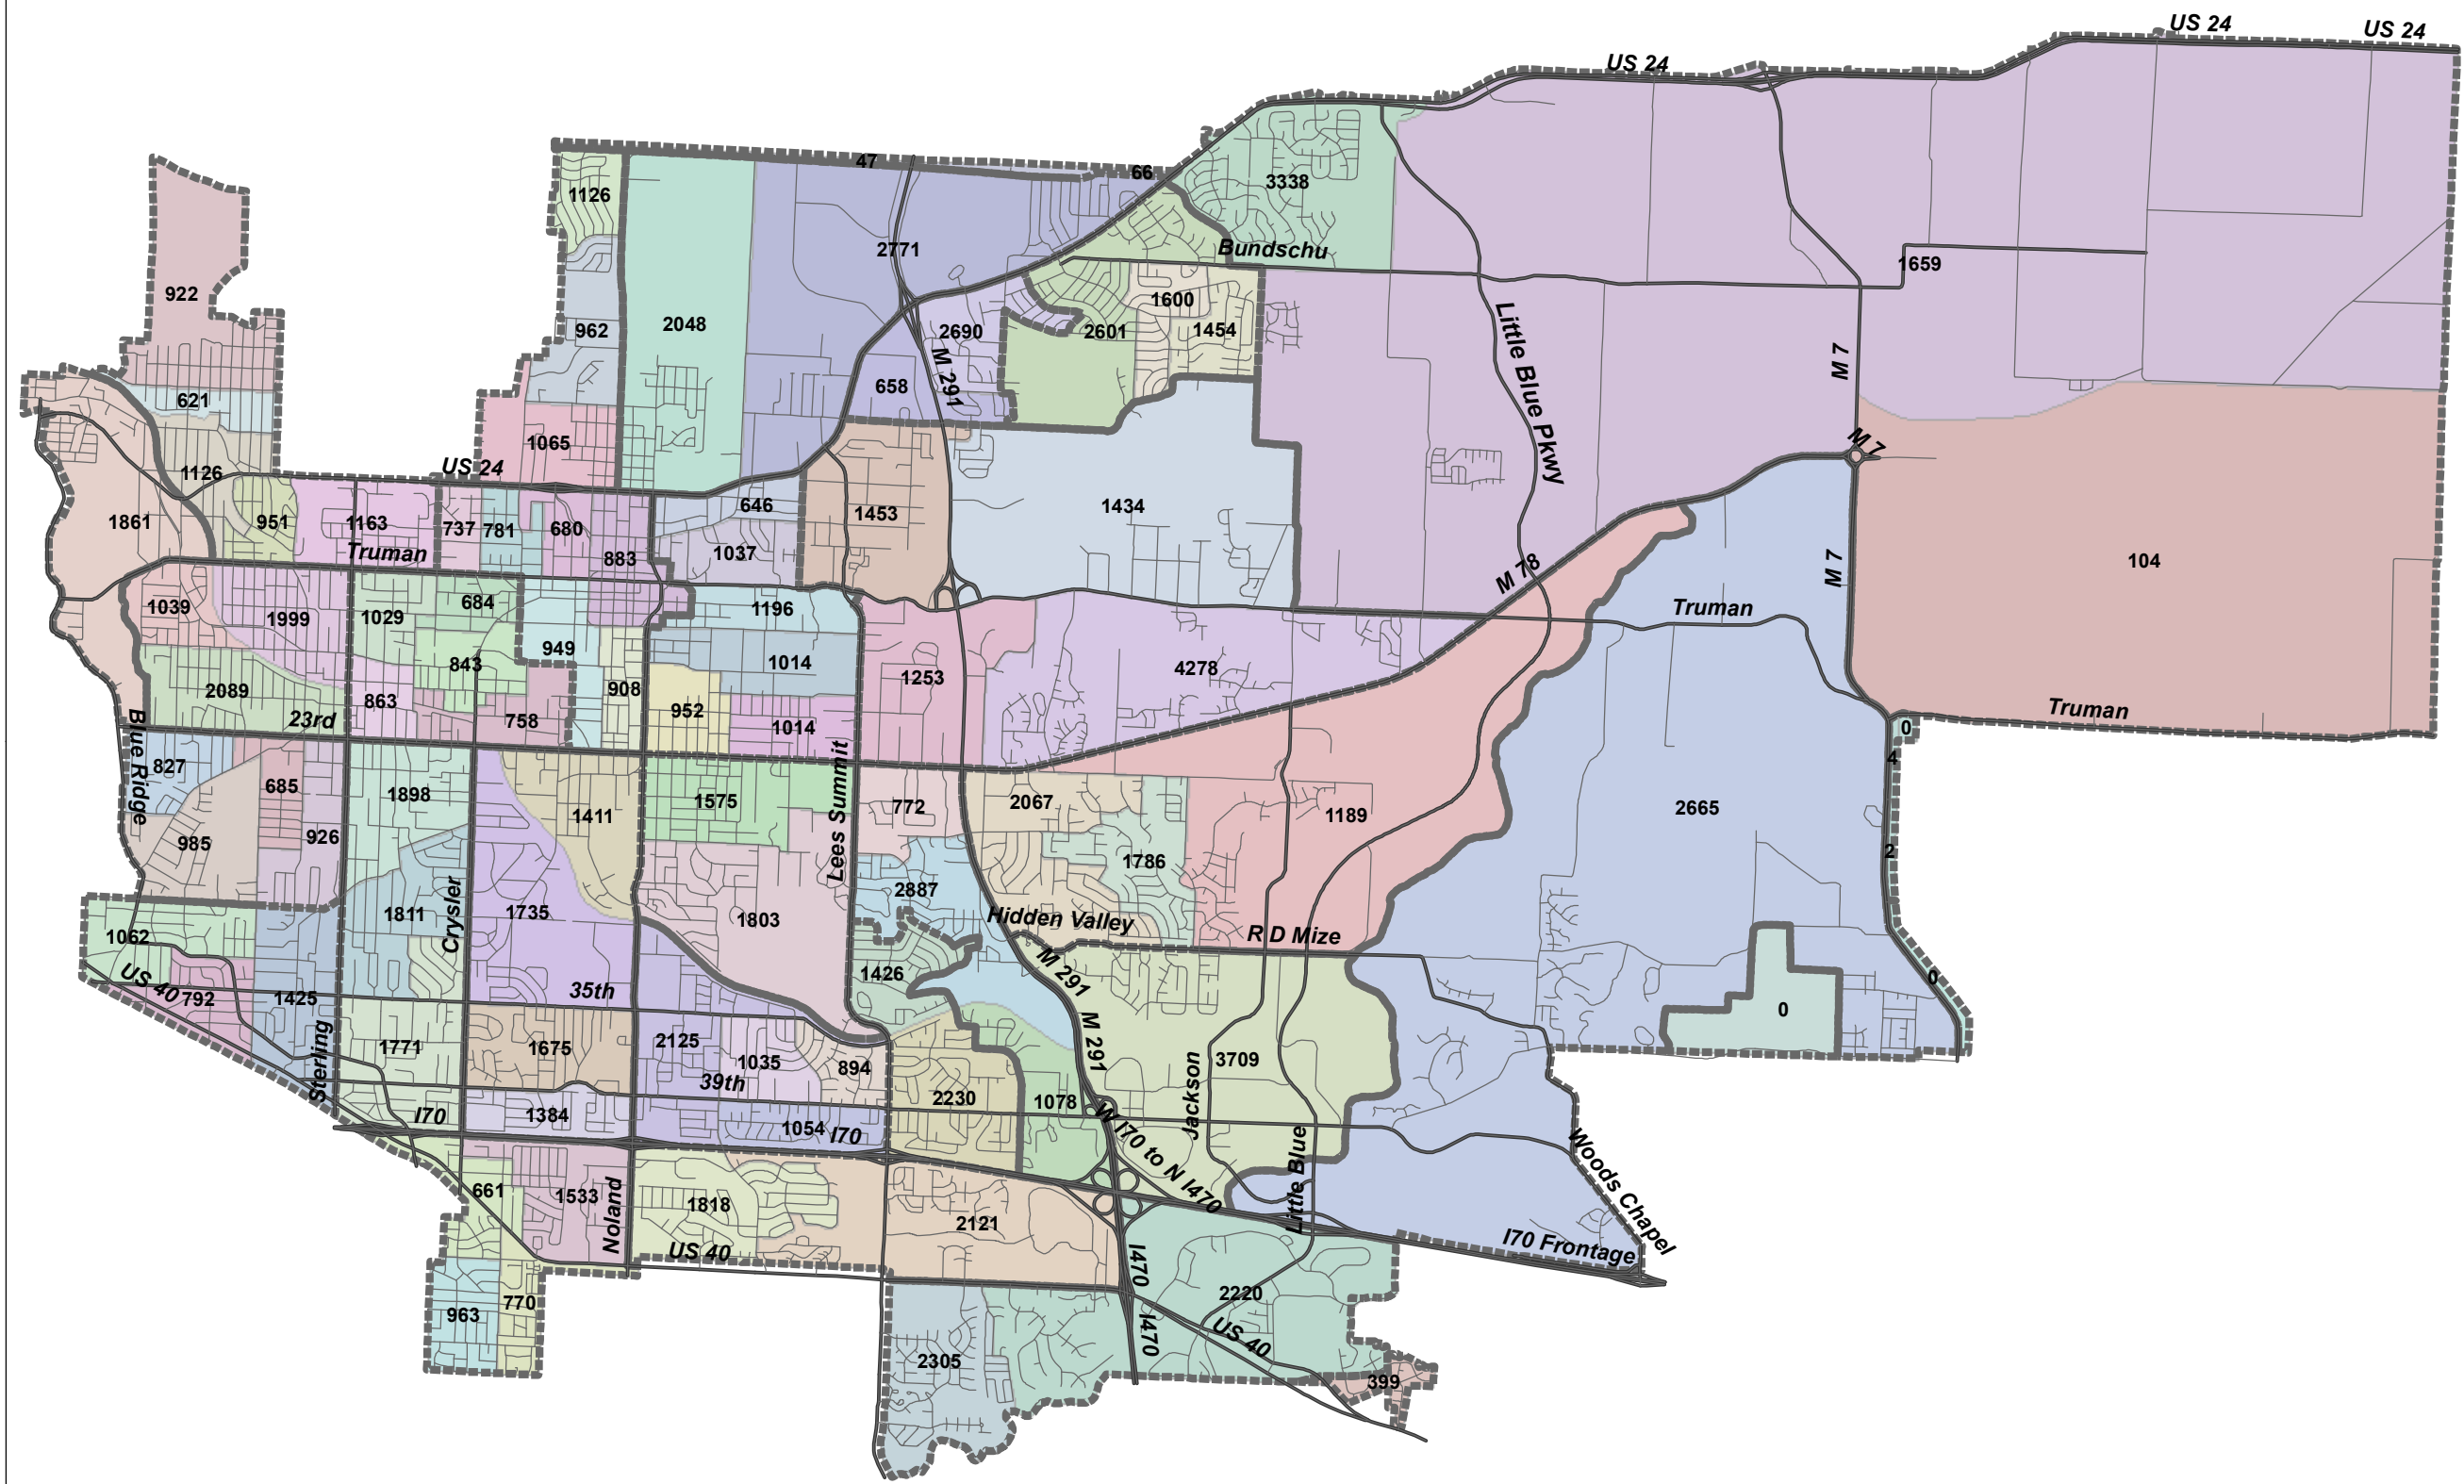 US 24
US 24
US 24
47
66
1126
3338
922
2771
Bundschu
1659
962
2048
2690
1600
2601
1454
Little Blue Pkwy
M 7
658
M 291
621
1065
M 7
US 24
1126
1861
951
1163
737
781
680
646
1453
1434
Truman
883
1037
M 78
M 7
104
1039
1999
1029
684
1196
Truman
949
843
1014
4278
1253
2089
863
908
952
1014
23rd
758
Truman
0
Blue Ridge
827
685
1898
1411
1575
Lees Summit
772
2067
1189
2665
4
985
926
1786
2
2887
1811
Crysler
1735
1803
Hidden Valley
R D Mize
1062
US 40
792
1425
35th
1426
M 291
0
0
Sterling
1771
1675
2125
1035
894
39th
M 291
3709
Jackson
I70
1384
1054
I70
2230
1078
W I70 to N I470
Little Blue
Woods Chapel
661
1533
Noland
1818
US 40
2121
I470
I70 Frontage
963
770
2220
I470
US 40
2305
399